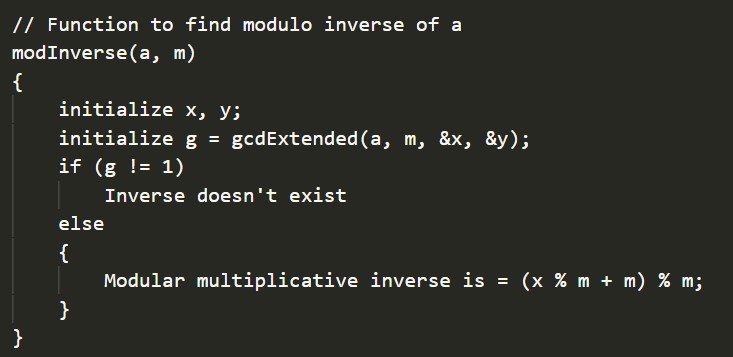 // Function to find modulo inverse of a
modInverse(a, m)
{
    initialize x, y;
    initialize g = gcdExtended(a, m, &x, &y);
    if (g != 1)
        Inverse doesn't exist
    else
    {
        Modular multiplicative inverse is = (x % m + m) % m;
    }
}